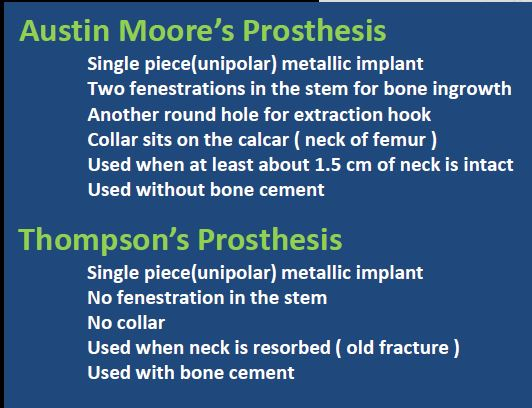 Austin Moore's Prosthesis
Single piece(unipolar) metallic implant
Two fenestrations in the stem for bone ingrowth
Another round hole for extraction hook
Collar sits on the calcar ( neck of femur )
Used when at least about 1.5 cm of neck is intact
Used without bone cement
Thompson's Prosthesis
Single piece(unipolar) metallic implant
No fenestration in the stem
No collar
Used when neck is resorbed ( old fracture )
Used with bone cement